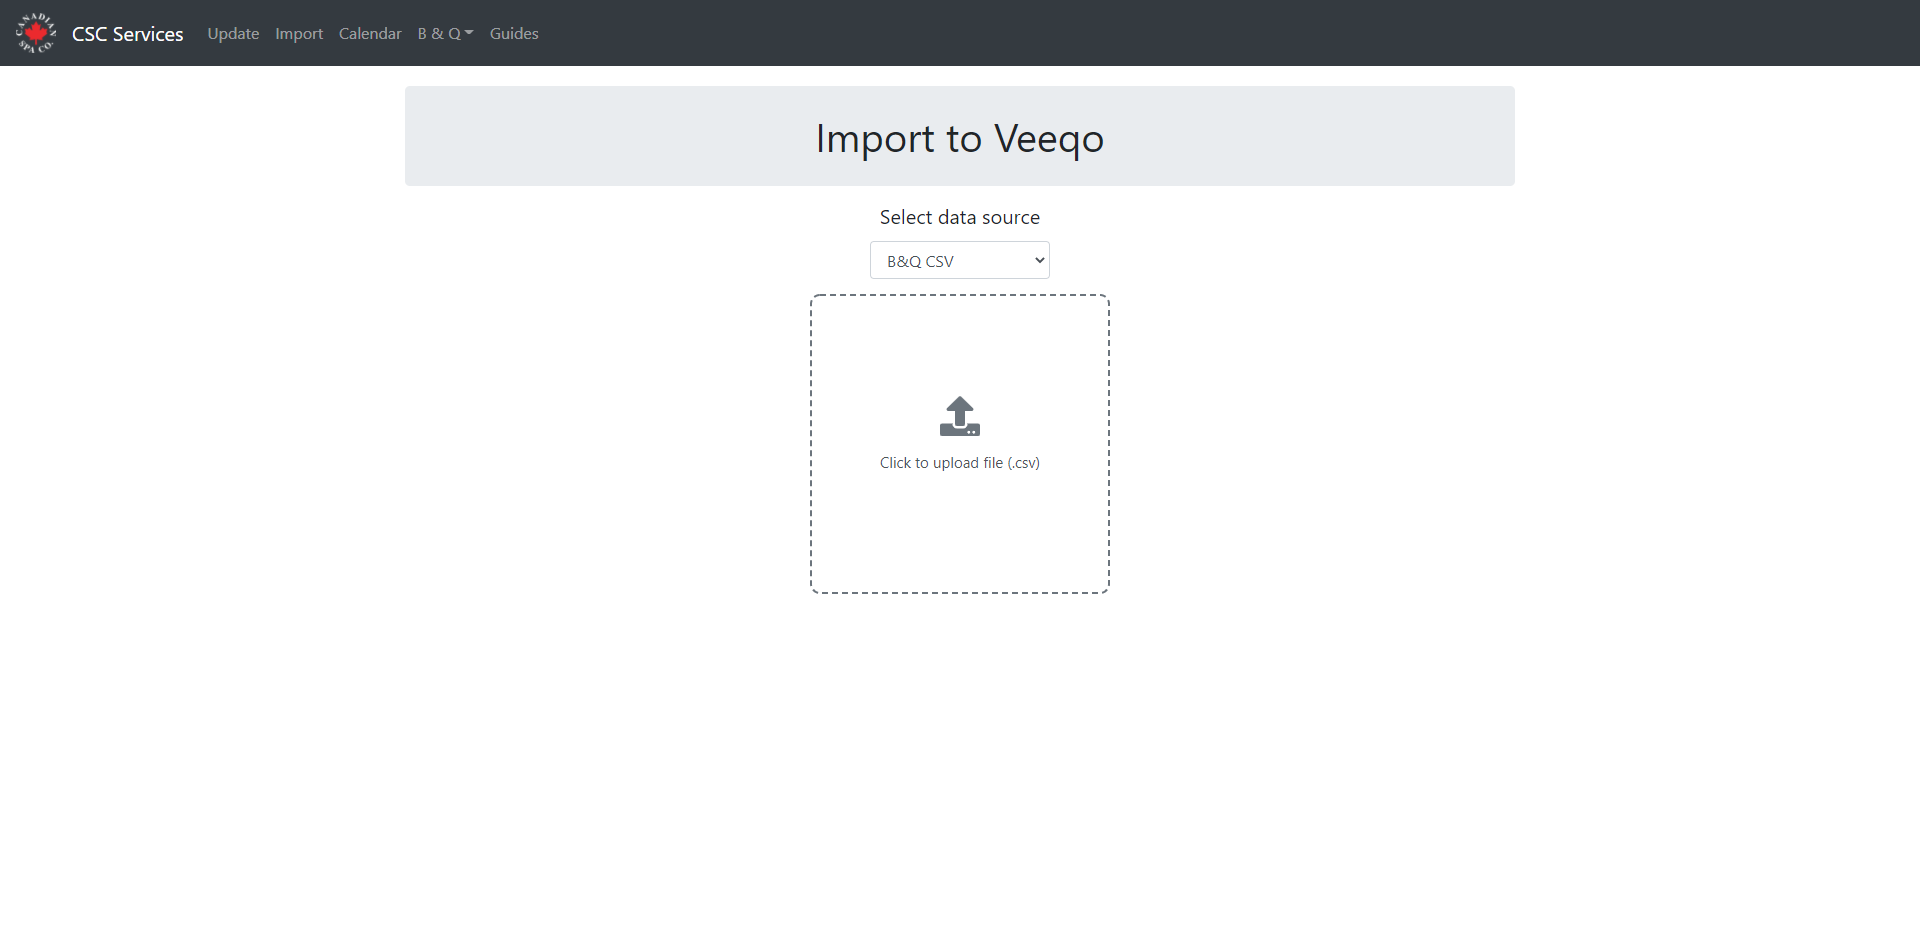 CANADIAN
SPA CO.
CSC Services
Update
Import
Calendar
B & Q
Guides
Import to Veeqo
Select data source
B&Q CSV
Click to upload file (.csv)